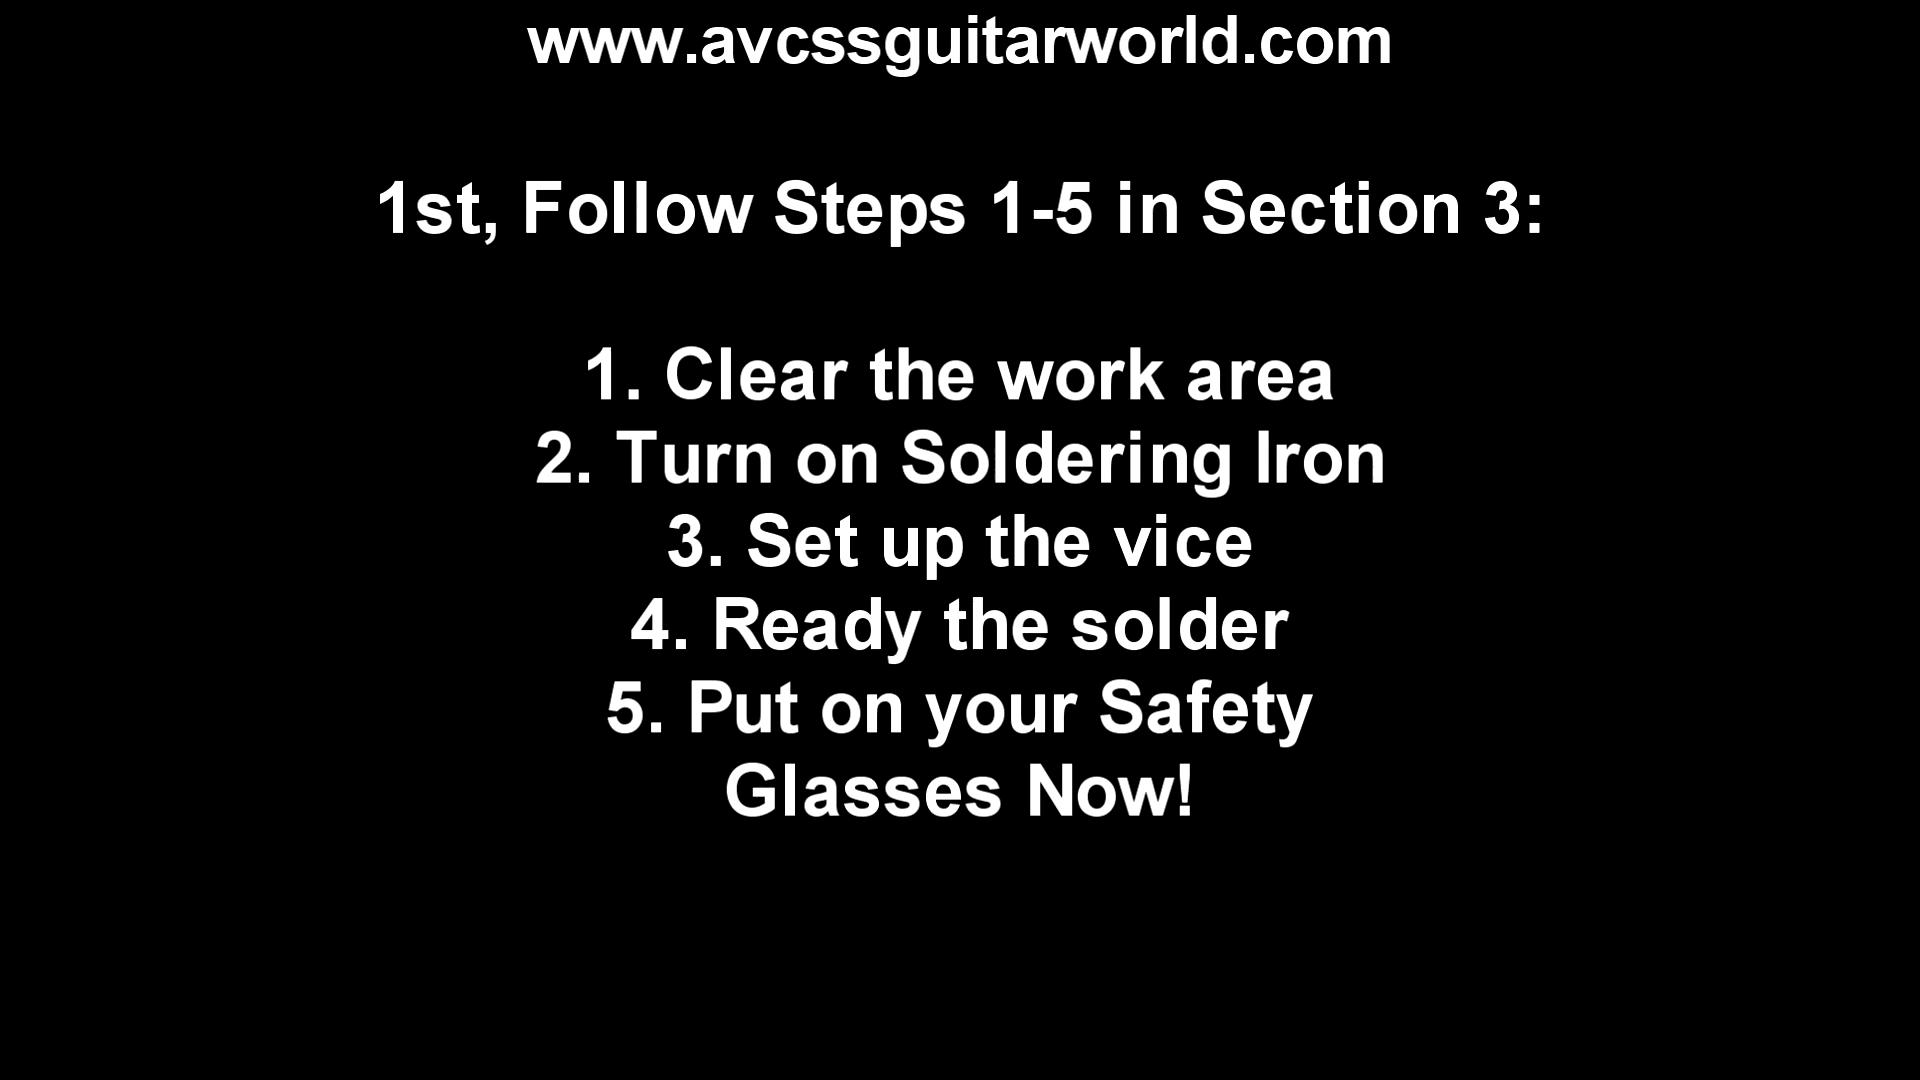 www.avcssguitarworld.com
1st, Follow Steps 1-5 in Section 3:
1. Clear the work area
2. Turn on Soldering Iron
3. Set up the vice
4. Ready the solder
5. Put on your Safety
Glasses Now!